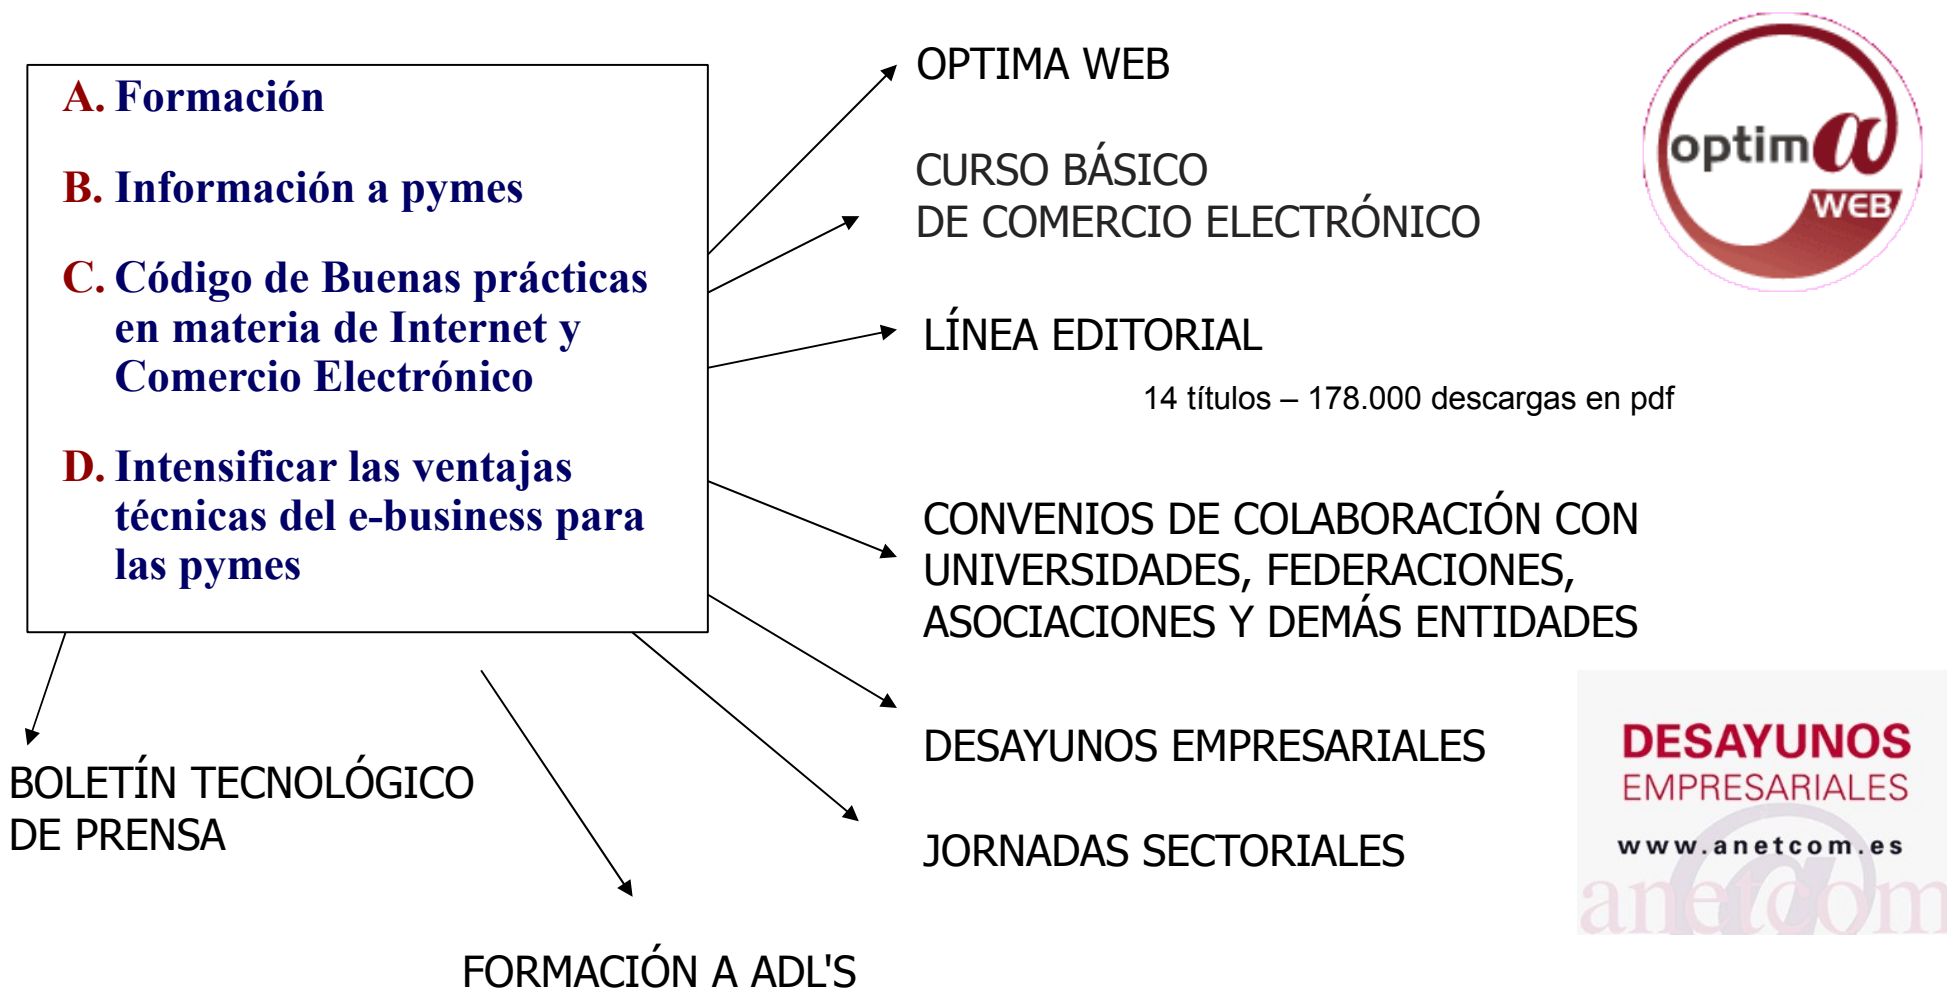 A. Formación
B. Información a pymes
C. Código de Buenas prácticas
en materia de Internet y
Comercio Electrónico
D. Intensificar las ventajas
técnicas del e-business para
las pymes
OPTIMA WEB
CURSO BÁSICO
DE COMERCIO ELECTRÓNICO
LÍNEA EDITORIAL
14 títulos – 178.000 descargas en pdf
CONVENIOS DE COLABORACIÓN CON
UNIVERSIDADES, FEDERACIONES,
ASOCIACIONES Y DEMÁS ENTIDADES
DESAYUNOS EMPRESARIALES
JORNADAS SECTORIALES
BOLETÍN TECNOLÓGICO
DE PRENSA
FORMACIÓN A ADL'S
optim@
WEB
DESAYUNOS
EMPRESARIALES
www.anetcom.es
anetcom